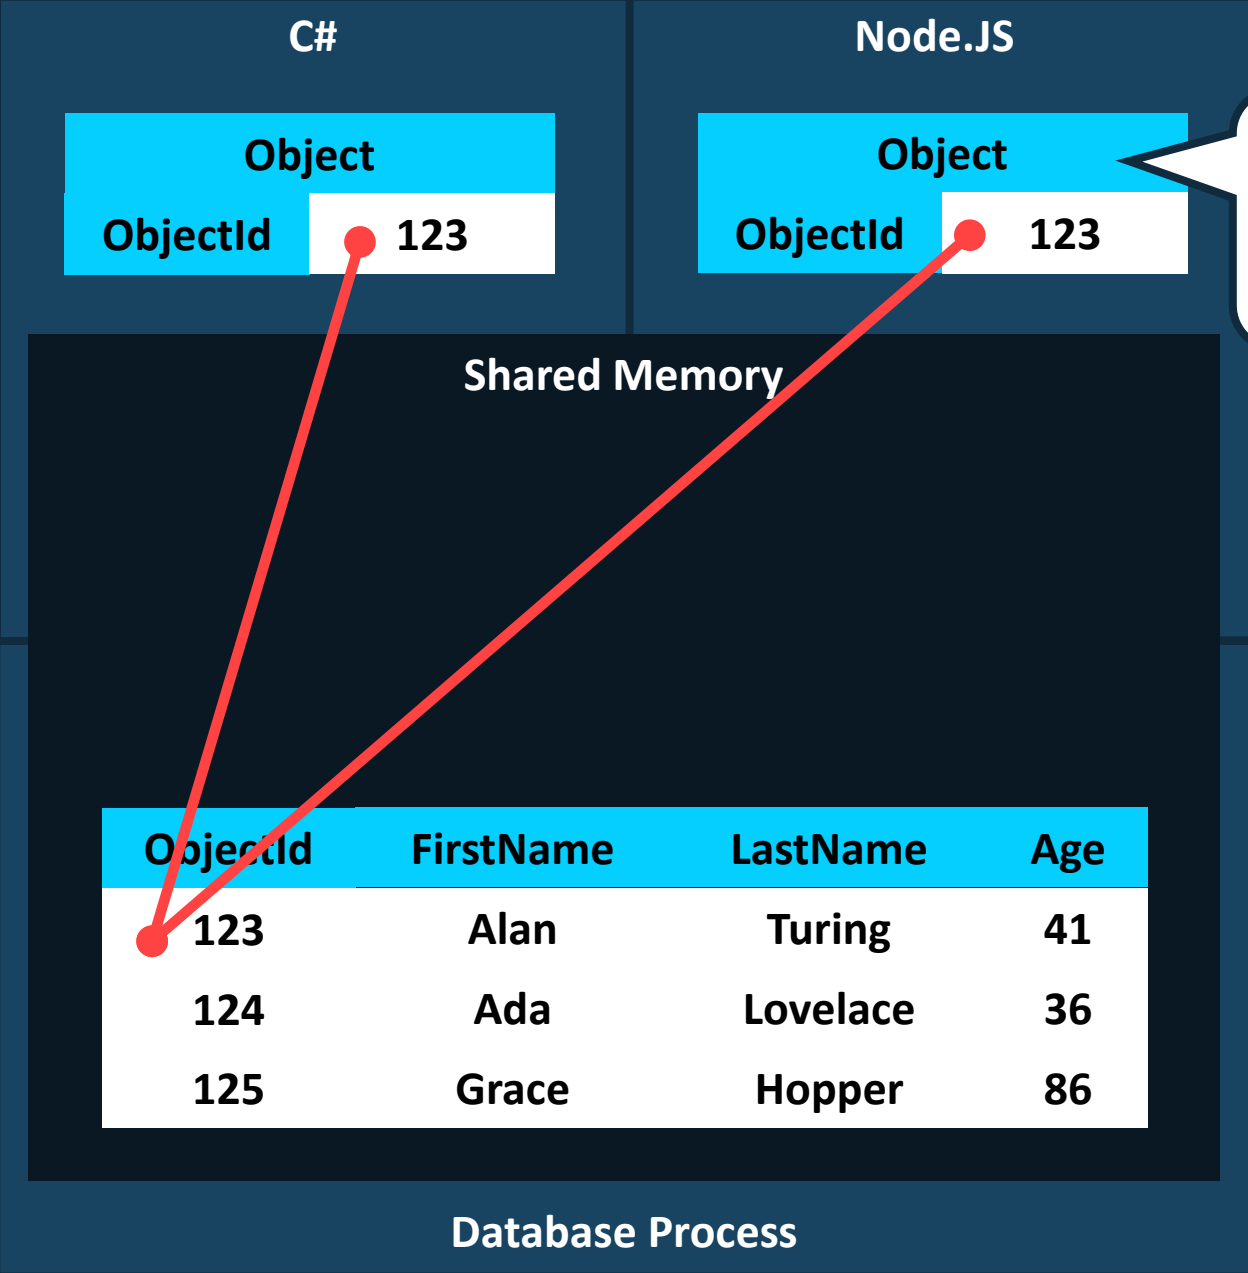 C#
Node.JS
Object
ObjectId 123
Object
ObjectId 123
Shared Memory
ObjectId FirstName LastName Age
123 Alan Turing 41
124 Ada Lovelace 36
125 Grace Hopper 86
Database Process